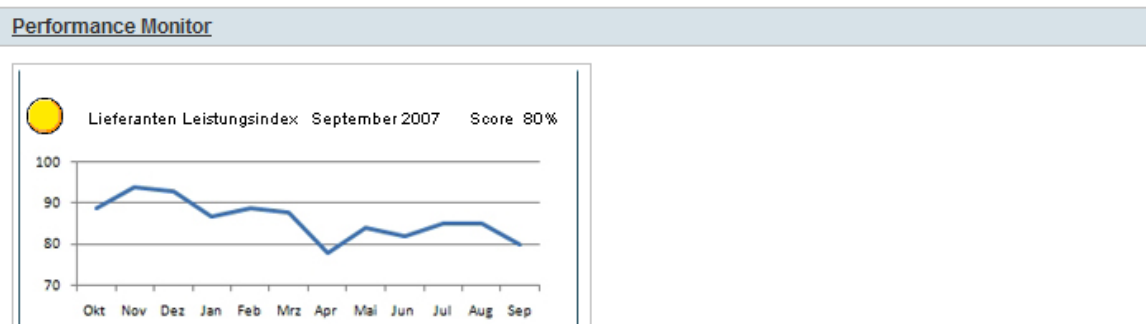 Performance Monitor
Lieferanten Leistungsindex September 2007 Score 80%
100
90
80
70
Okt Nov Dez Jan Feb Mrz Apr Mai Jun Jul Aug Sep